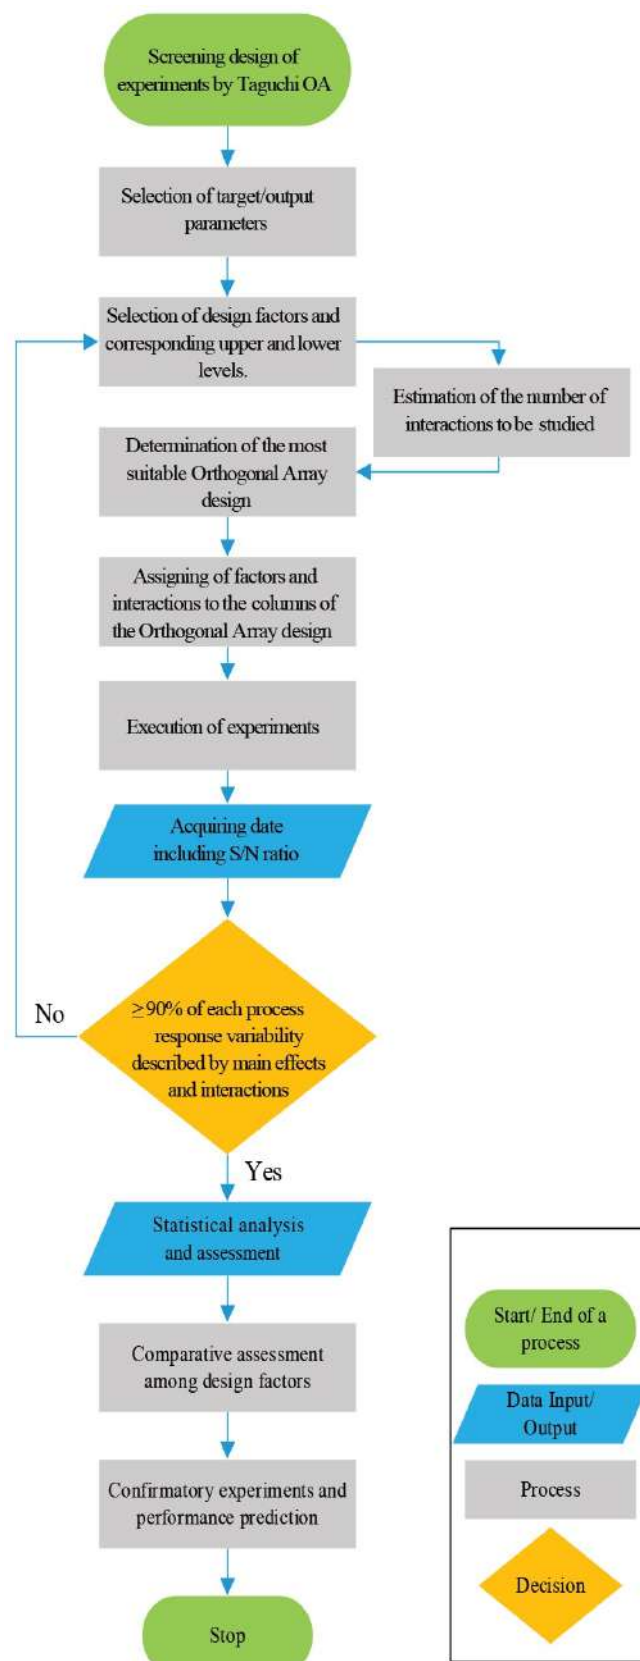 Screening design of
experiments by Taguchi OA
Selection of target/output
parameters
Selection of design factors and
corresponding upper and lower
levels.
Estimation of the number of
interactions to be studied
Determination of the most
suitable Orthogonal Array
design
Assigning of factors and
interactions to the columns of
the Orthogonal Array design
Execution of experiments
Acquiring date
including S/N ratio
No
≥90% of each process
response variability
described by main effects
and interactions
Yes
Statistical analysis
and assessment
Comparative assessment
among design factors
Confirmatory experiments and
performance prediction
Stop
Start/ End of a
process
Data Input/
Output
Process
Decision